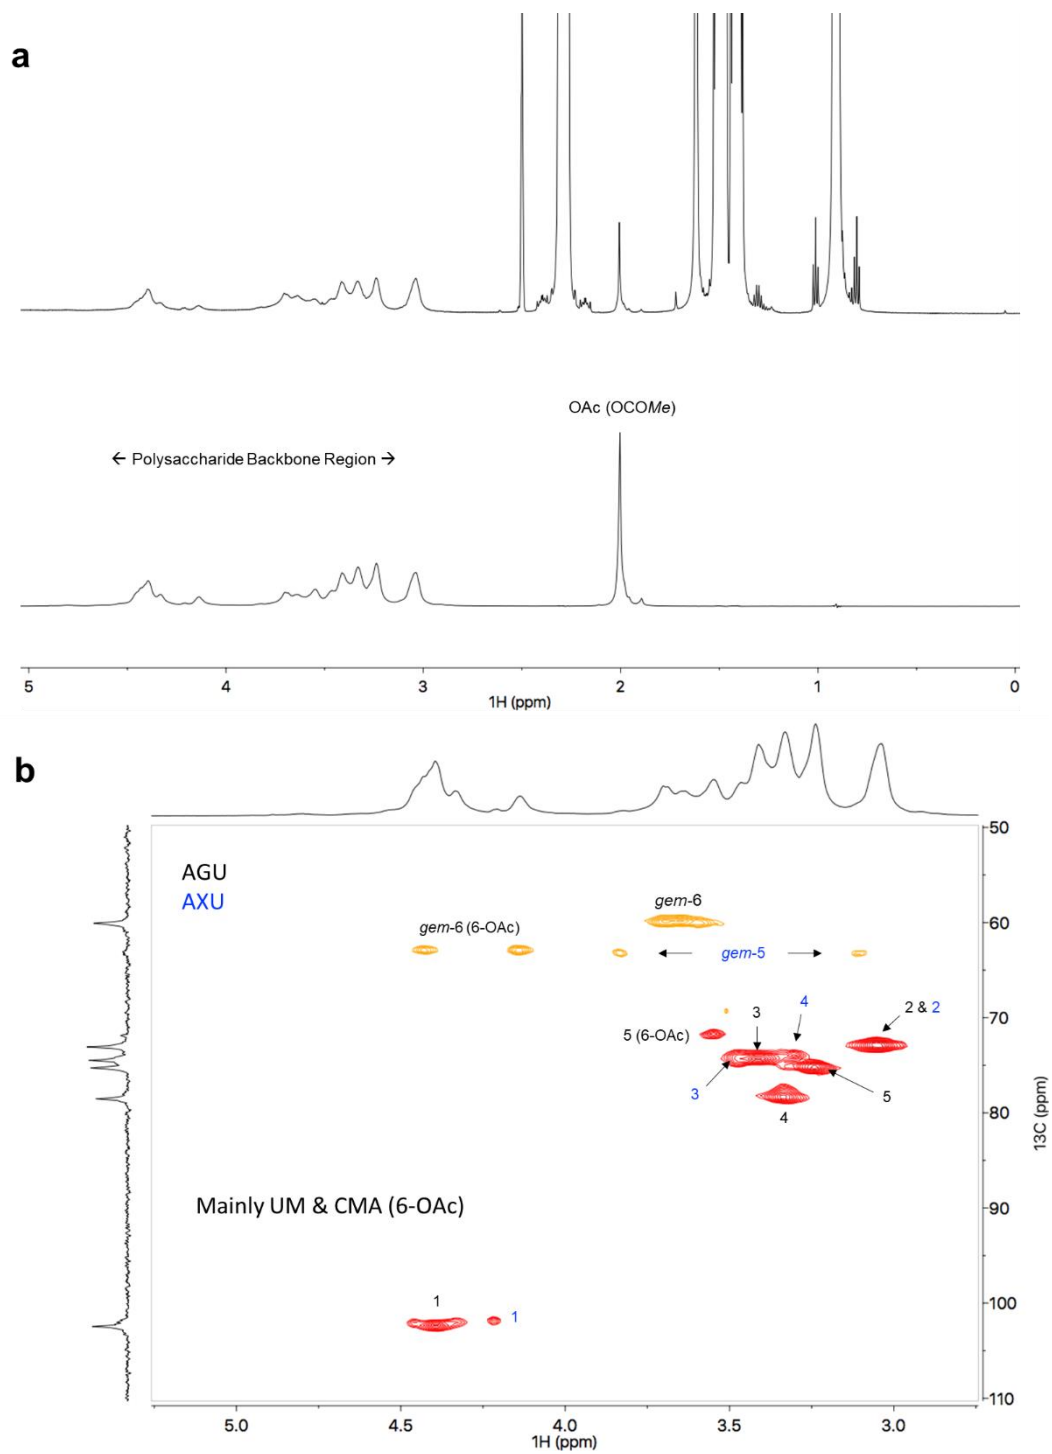 a
OAc (OCOMe)
← Polysaccharide Backbone Region →
5 4 3 2 1 0
1H (ppm)
b
AGU
AXU
gem-6
gem-6 (6-OAc)
gem-5
4
3
2 & 2
5 (6-OAc)
3
5
4
Mainly UM & CMA (6-OAc)
1
1
50
60
70
80
90
100
110
13C (ppm)
5.0 4.5 4.0 3.5 3.0
1H (ppm)